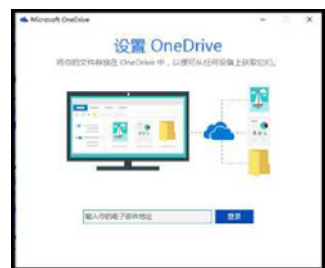 Microsoft OneDrive
设置 OneDrive
将你的文件存放在 OneDrive 中，以便可从任何设备上获取它们。
输入你的电子邮件地址
登录